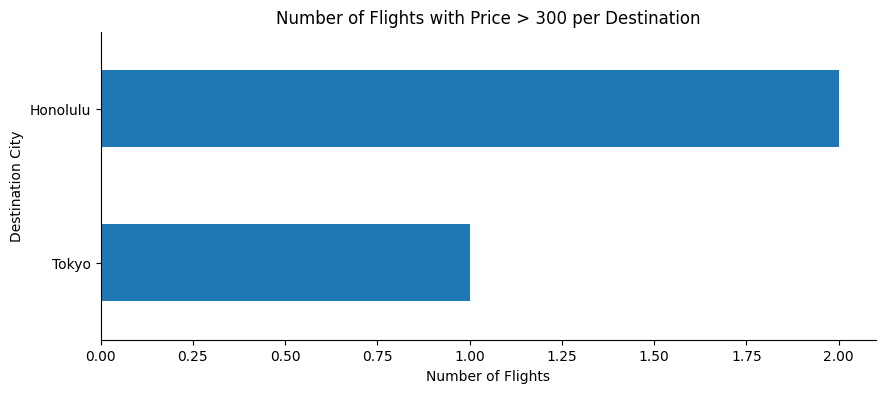 Number of Flights with Price > 300 per Destination
Destination City
Honolulu
Tokyo
0.00 0.25 0.50 0.75 1.00 1.25 1.50 1.75 2.00
Number of Flights